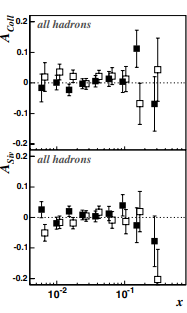 A_Coll
all hadrons
0.2
0.1
0
-0.1
-0.2
A_Siv
all hadrons
0.2
0.1
0
-0.1
-0.2
10^-2
10^-1
x